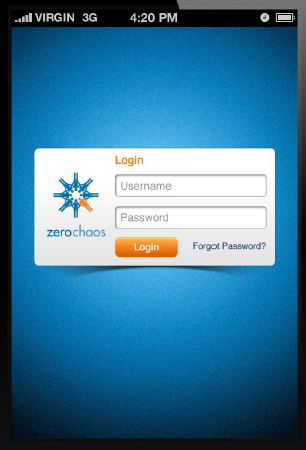 VIRGIN 3G 4:20 PM
Login
Username
Password
zerochaos
Login Forgot Password?